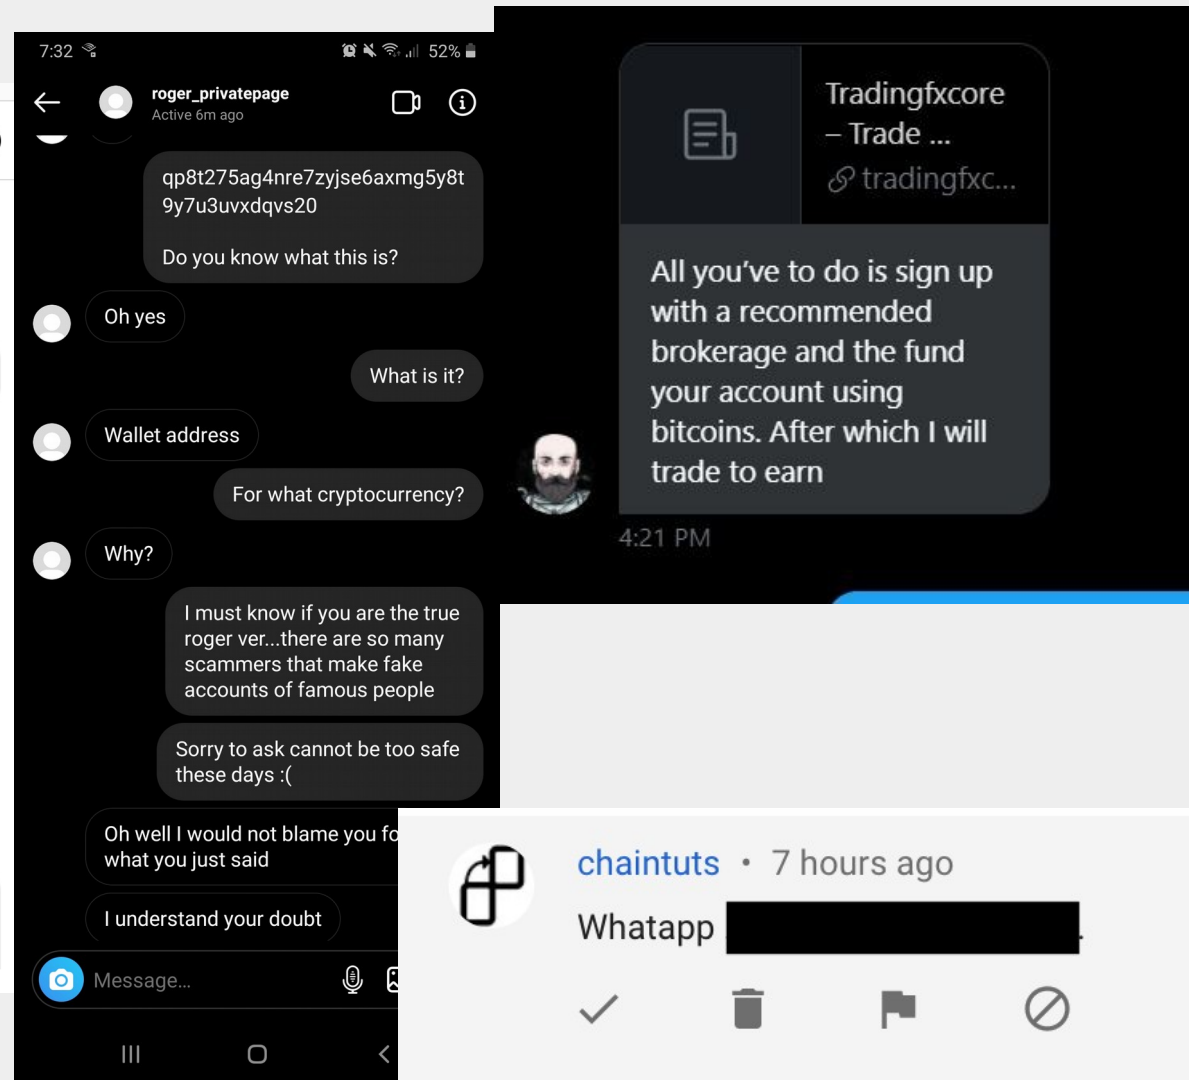 7:32
52%
roger_privatepage
Active 6m ago
qp8t275ag4nre7zyjse6axmg5y8t
9y7u3uvxdqvs20
Do you know what this is?
Oh yes
What is it?
Wallet address
For what cryptocurrency?
Why?
I must know if you are the true
roger ver...there are so many
scammers that make fake
accounts of famous people
Sorry to ask cannot be too safe
these days :(
Oh well I would not blame you fo
what you just said
I understand your doubt
Message...
Tradingfxcore
– Trade ...
tradingfxc...
All you've to do is sign up
with a recommended
brokerage and the fund
your account using
bitcoins. After which I will
trade to earn
4:21 PM
chaintuts • 7 hours ago
Whatapp .